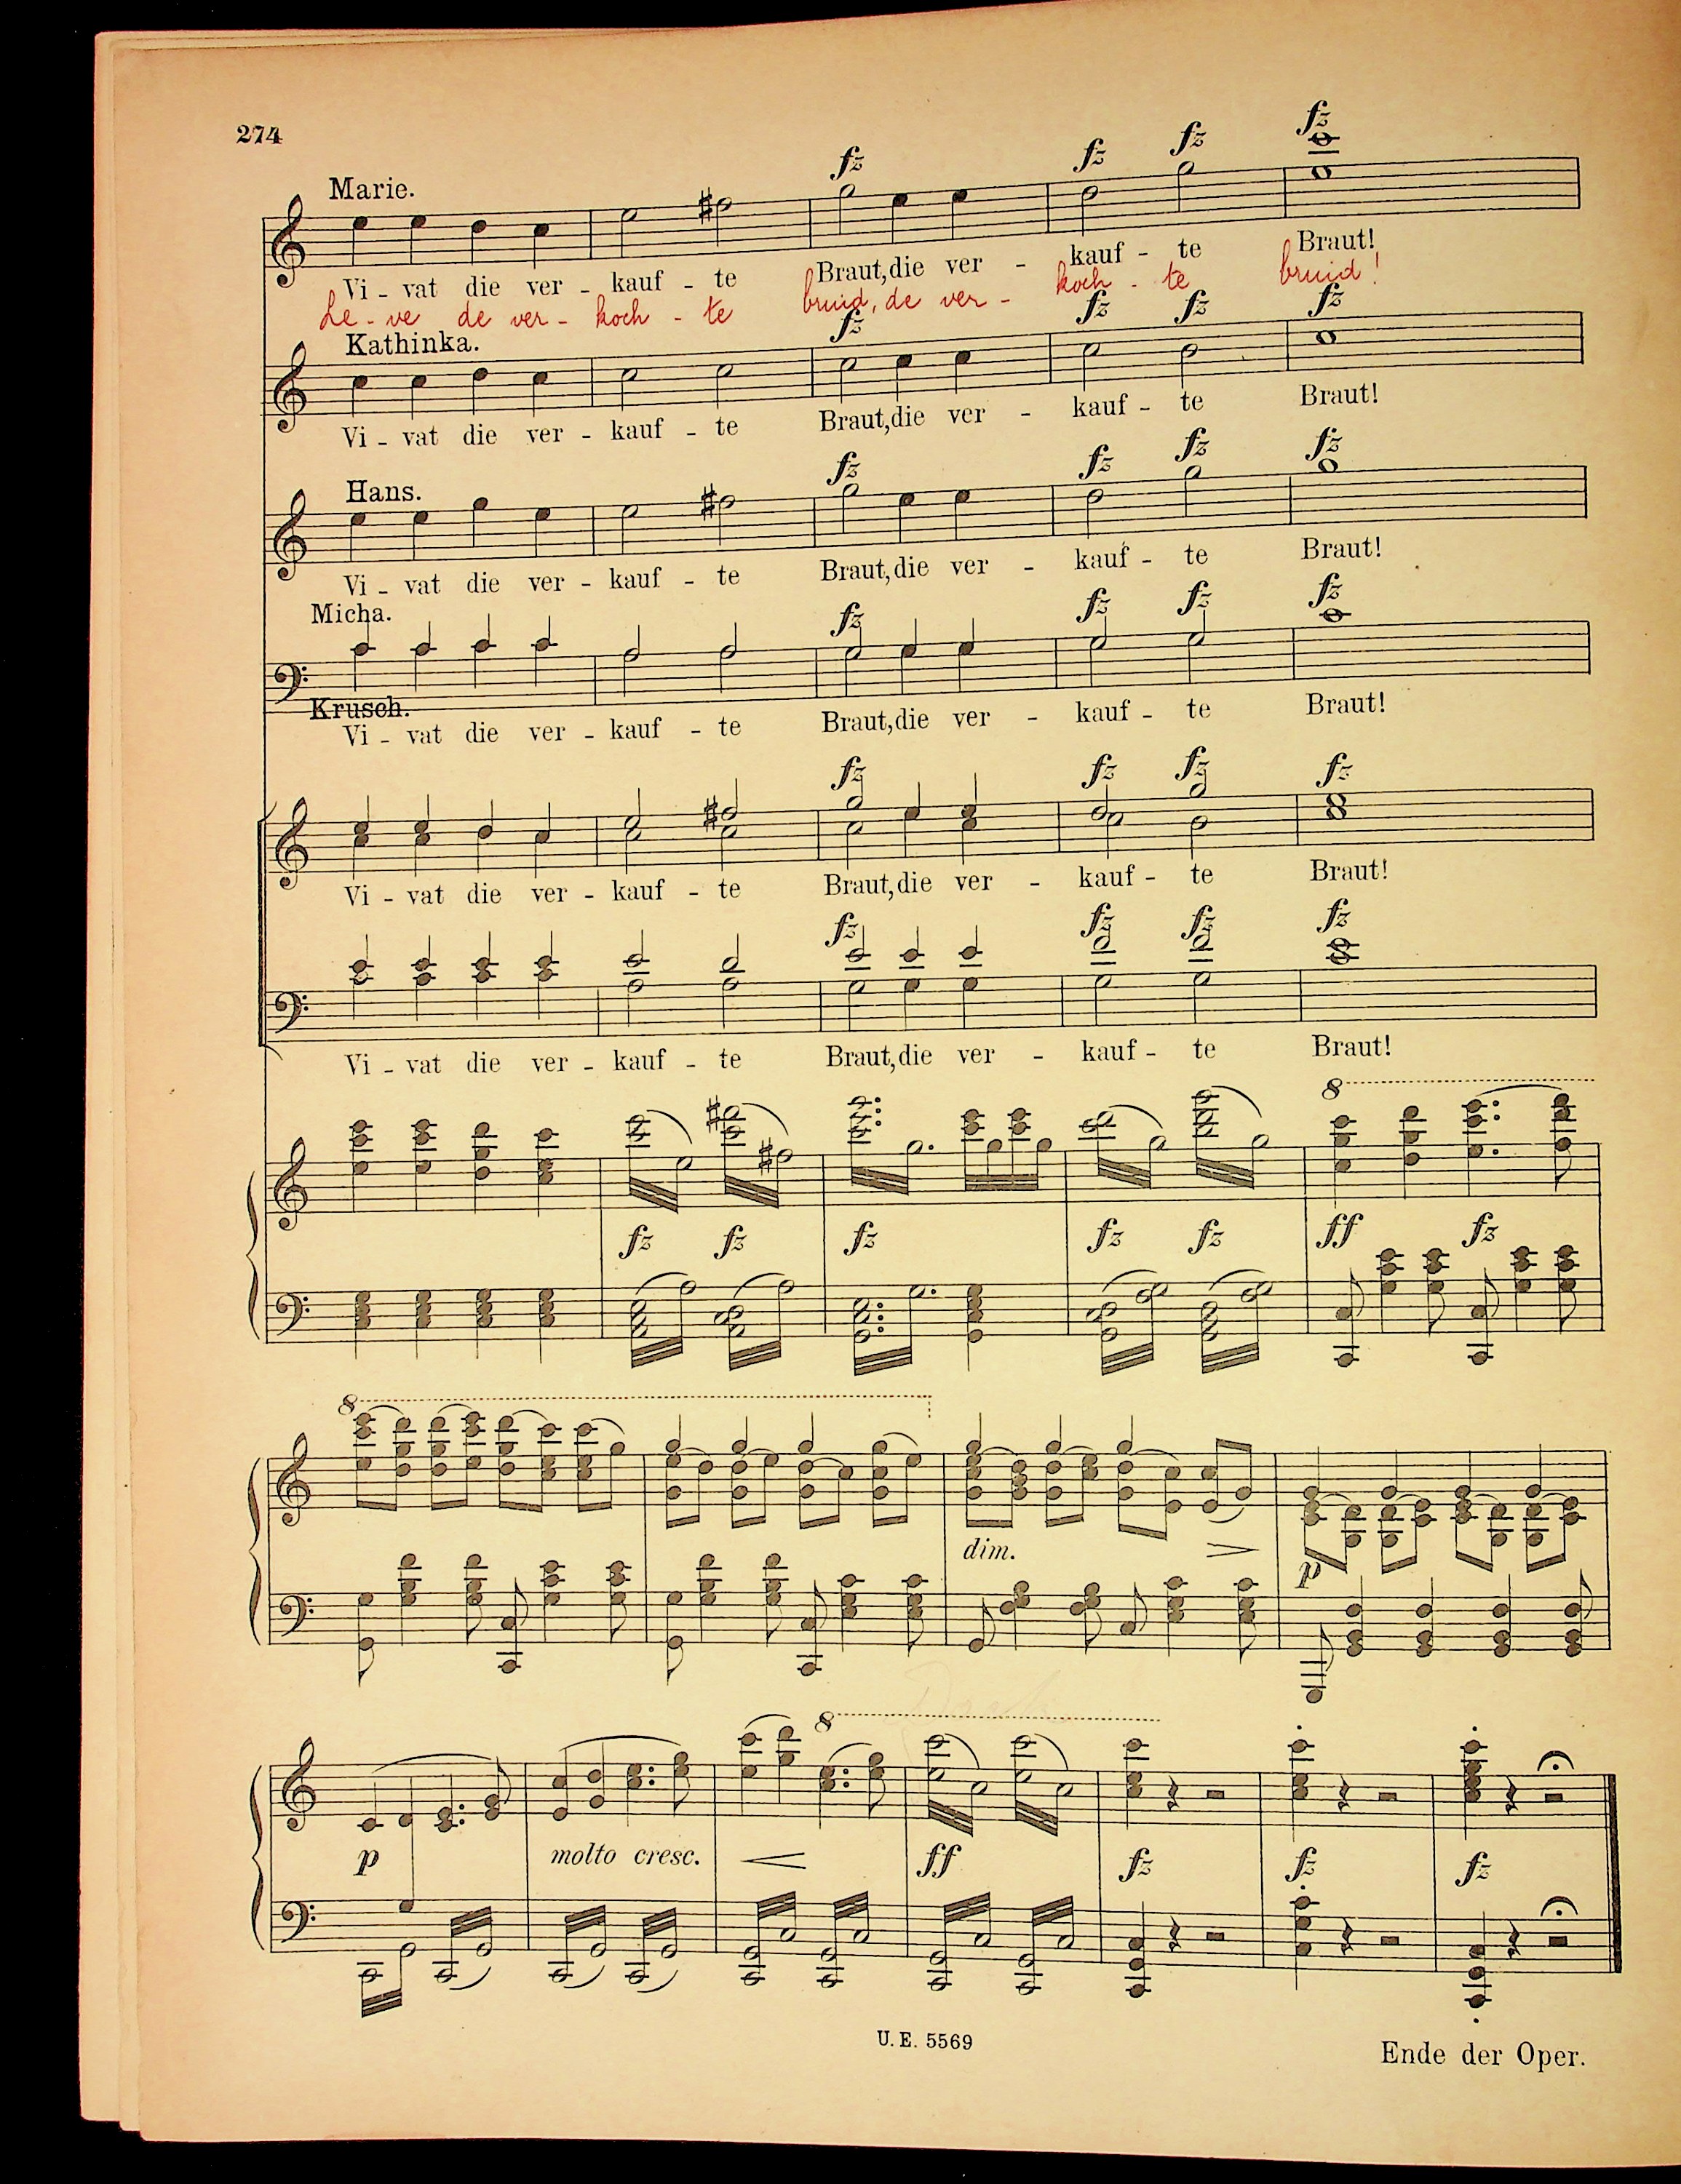 274
Marie.
fz fz fz fz
Vi - vat die ver - kauf - te Braut, die ver - kauf - te Braut!
Le - ve de ver - koch - te bruid, de ver - koch - te bruid!
Kathinka.
fz fz fz fz
Vi - vat die ver - kauf - te Braut, die ver - kauf - te Braut!
Hans.
fz fz fz fz
Vi - vat die ver - kauf - te Braut, die ver - kauf - te Braut!
Micha.
fz fz fz fz
Krusch.
Vi - vat die ver - kauf - te Braut, die ver - kauf - te Braut!
fz fz fz fz
Vi - vat die ver - kauf - te Braut, die ver - kauf - te Braut!
fz fz fz fz
Vi - vat die ver - kauf - te Braut, die ver - kauf - te Braut!
8
fz fz fz fz fz ff fz
8
dim. p
8
p molto cresc. ff fz fz fz
U. E. 5569
Ende der Oper.